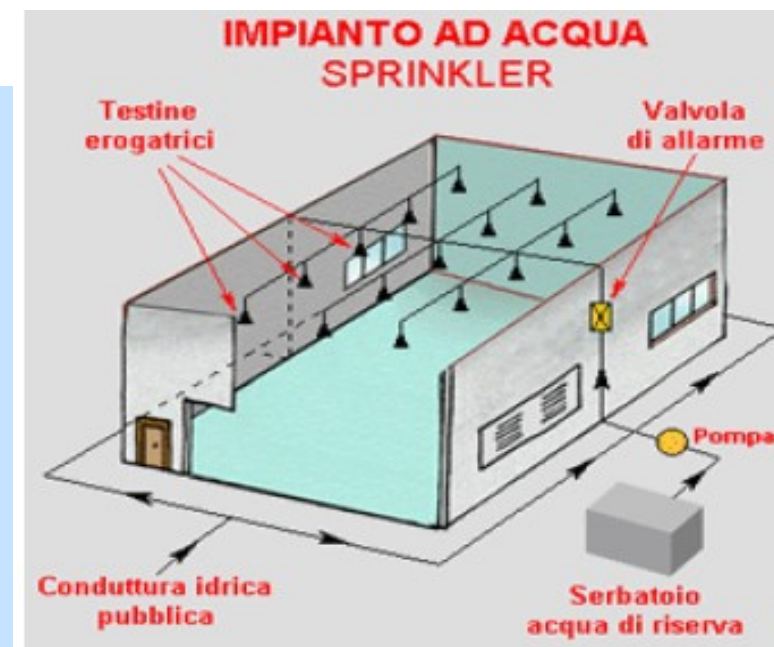 IMPIANTO AD ACQUA
SPRINKLER
Testine
erogatrici
Valvola
di allarme
Pompa
Conduttura idrica
pubblica
Serbatoio
acqua di riserva